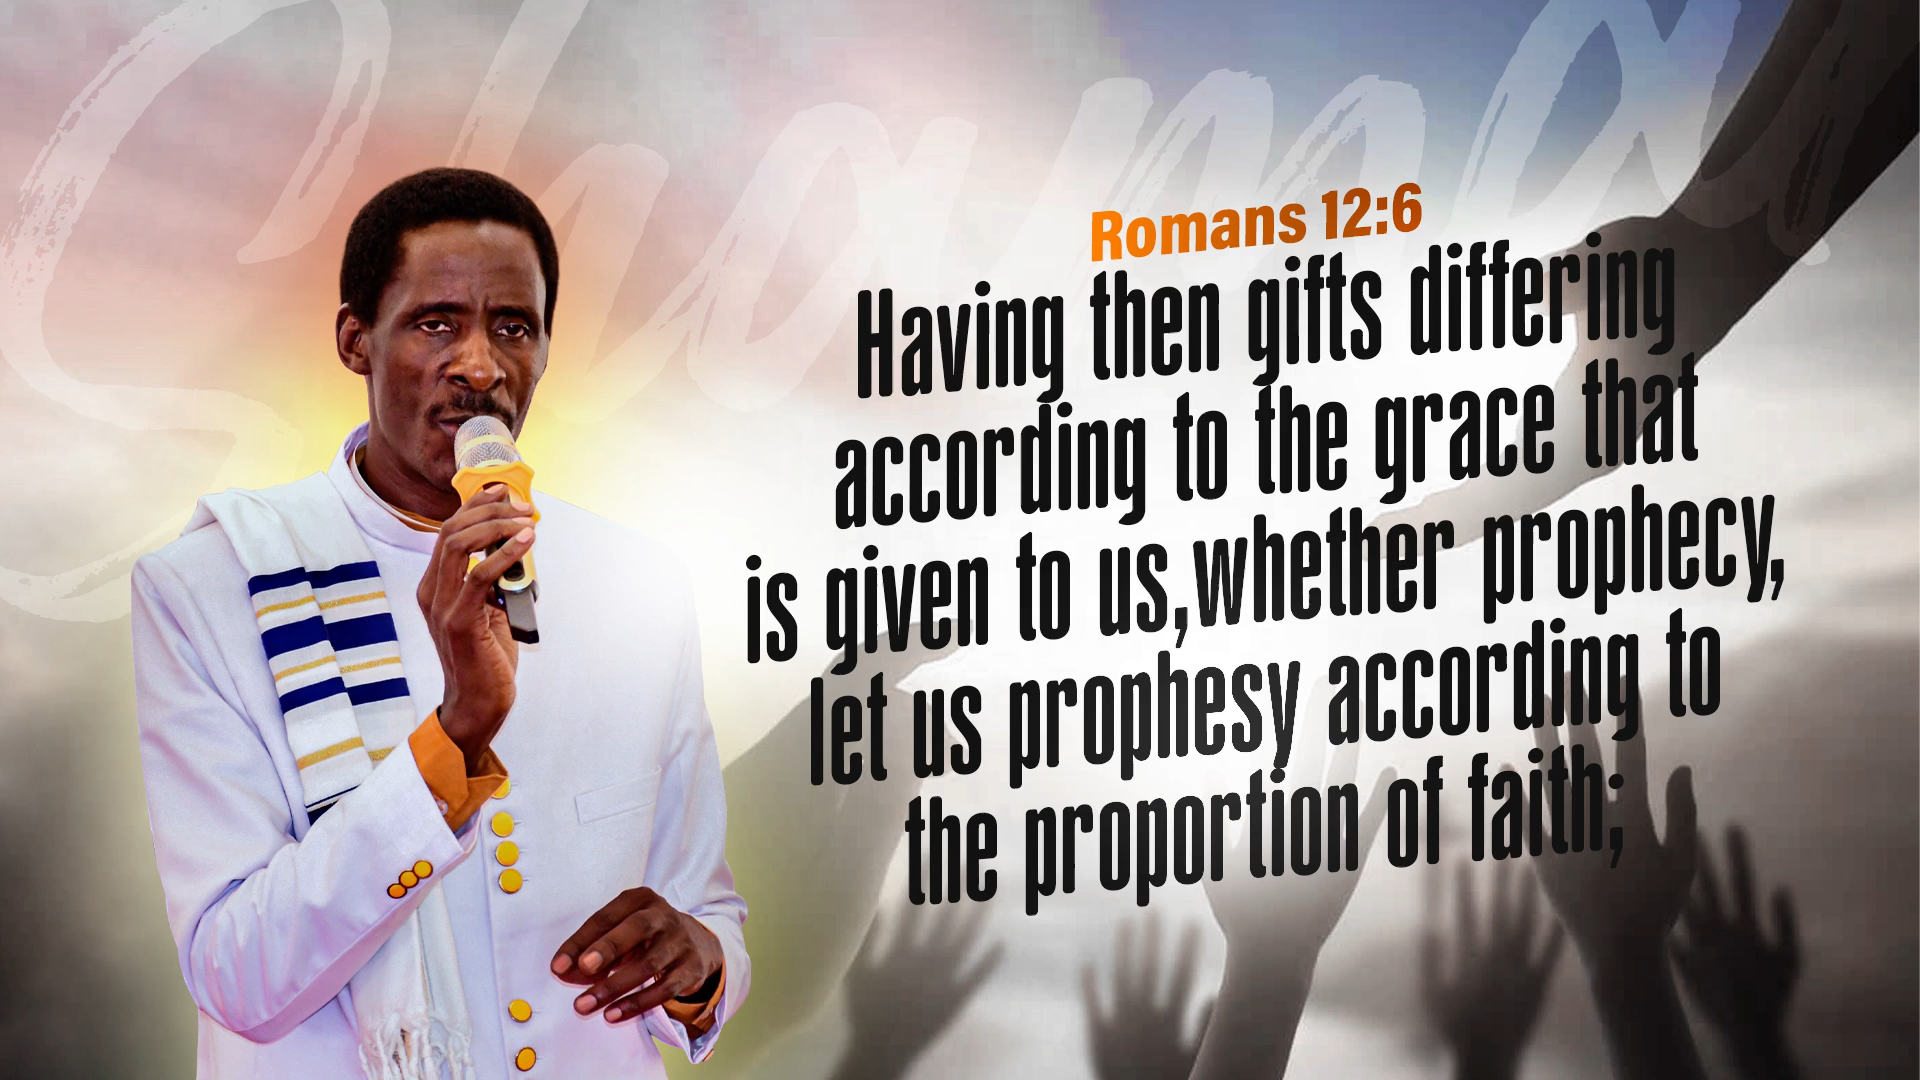 Shama
Romans 12:6
Having then gifts differing
according to the grace that
is given to us,whether prophecy,
let us prophesy according to
the proportion of faith;